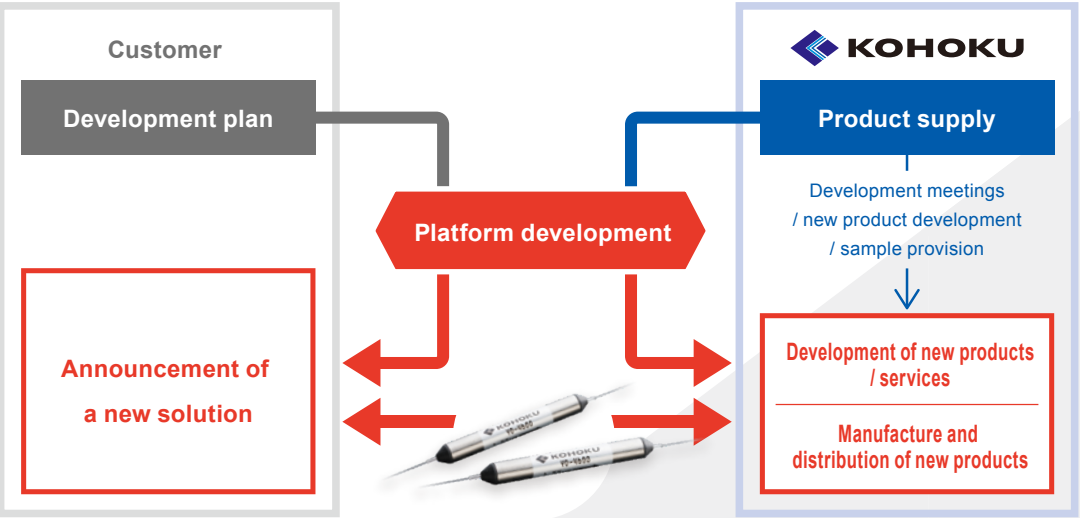 Customer
KOHOKU
Development plan
Product supply
Development meetings
/ new product development
/ sample provision
Platform development
Announcement of
a new solution
Development of new products
/ services
Manufacture and
distribution of new products
KOHOKU
KOHOKU